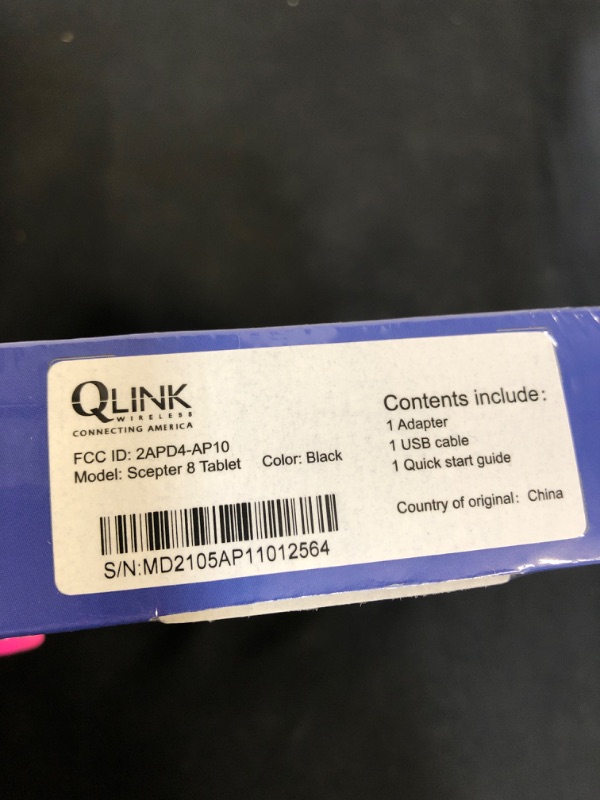 QLINK
WIRELESS
CONNECTING AMERICA
FCC ID: 2APD4-AP10
Model: Scepter 8 Tablet Color: Black
S/N:MD2105AP11012564
Contents include:
1 Adapter
1 USB cable
1 Quick start guide
Country of original: China